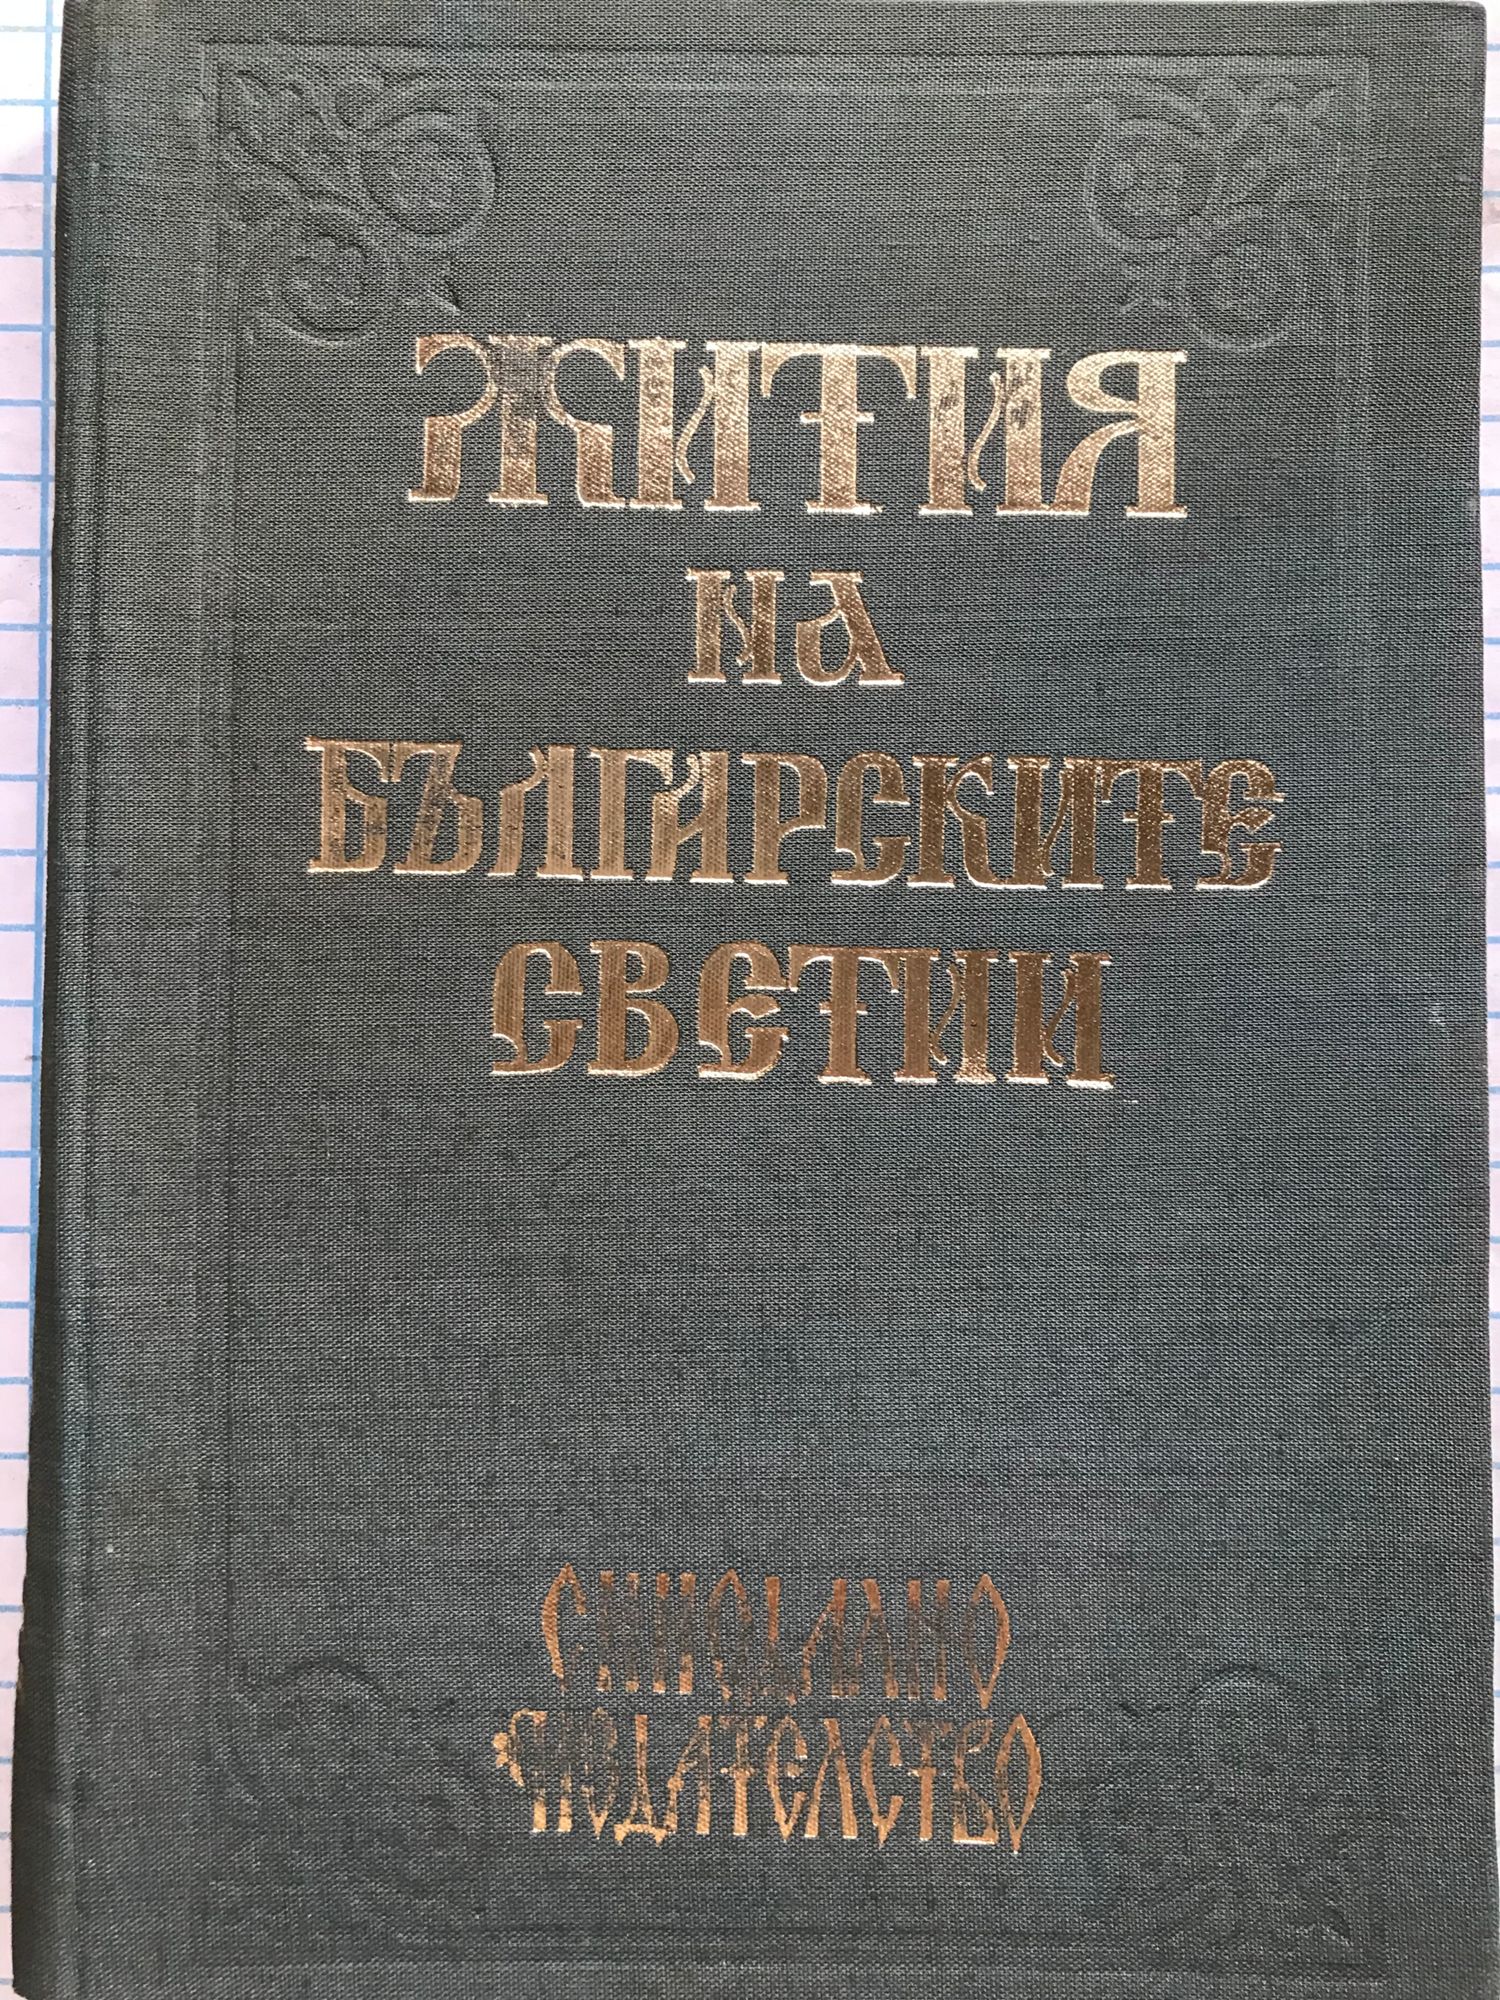 ЖИТИЯ
НА
БЪЛГАРСКИТЕ
СВЕТИИ
СИНОДАЛНО
ИЗДАТЕЛСТВО